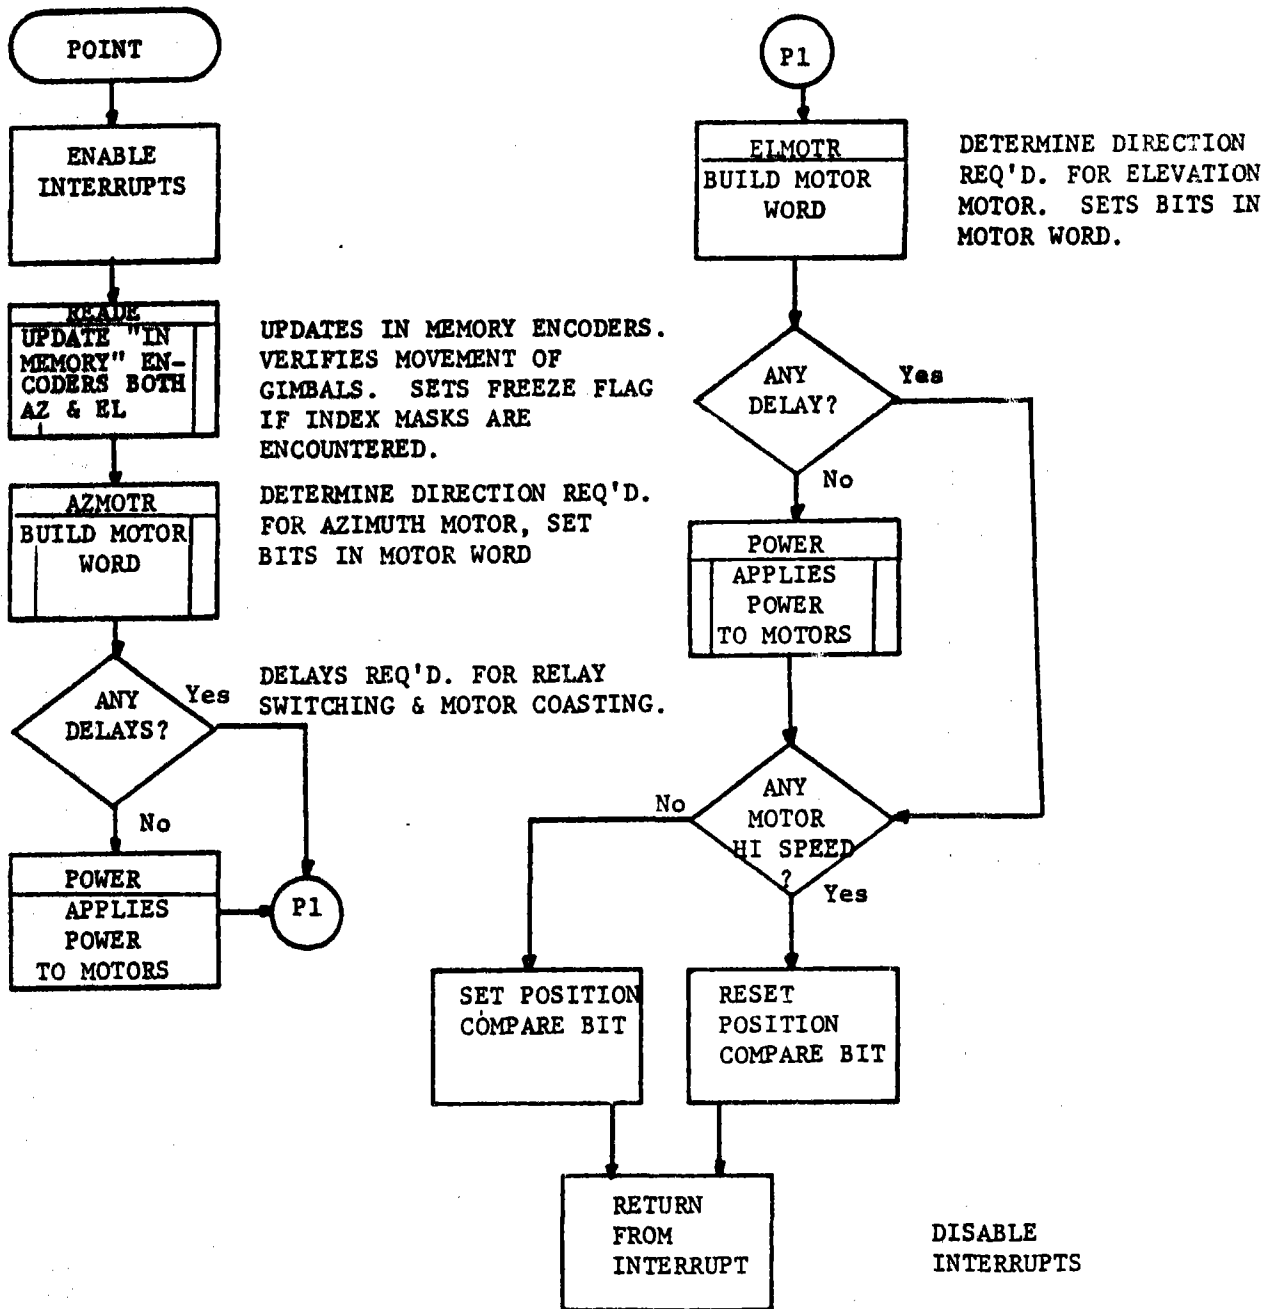 POINT
ENABLE
INTERRUPTS
READE
UPDATE "IN
MEMORY" EN-
CODERS BOTH
AZ & EL
UPDATES IN MEMORY ENCODERS.
VERIFIES MOVEMENT OF
GIMBALS. SETS FREEZE FLAG
IF INDEX MASKS ARE
ENCOUNTERED.
AZMOTR
BUILD MOTOR
WORD
DETERMINE DIRECTION REQ'D.
FOR AZIMUTH MOTOR, SET
BITS IN MOTOR WORD
ANY
DELAYS?
Yes
No
DELAYS REQ'D. FOR RELAY
SWITCHING & MOTOR COASTING.
POWER
APPLIES
POWER
TO MOTORS
P1
P1
ELMOTR
BUILD MOTOR
WORD
DETERMINE DIRECTION
REQ'D. FOR ELEVATION
MOTOR. SETS BITS IN
MOTOR WORD.
ANY
DELAY?
Yes
No
POWER
APPLIES
POWER
TO MOTORS
ANY
MOTOR
HI SPEED
?
No
Yes
SET POSITION
COMPARE BIT
RESET
POSITION
COMPARE BIT
RETURN
FROM
INTERRUPT
DISABLE
INTERRUPTS